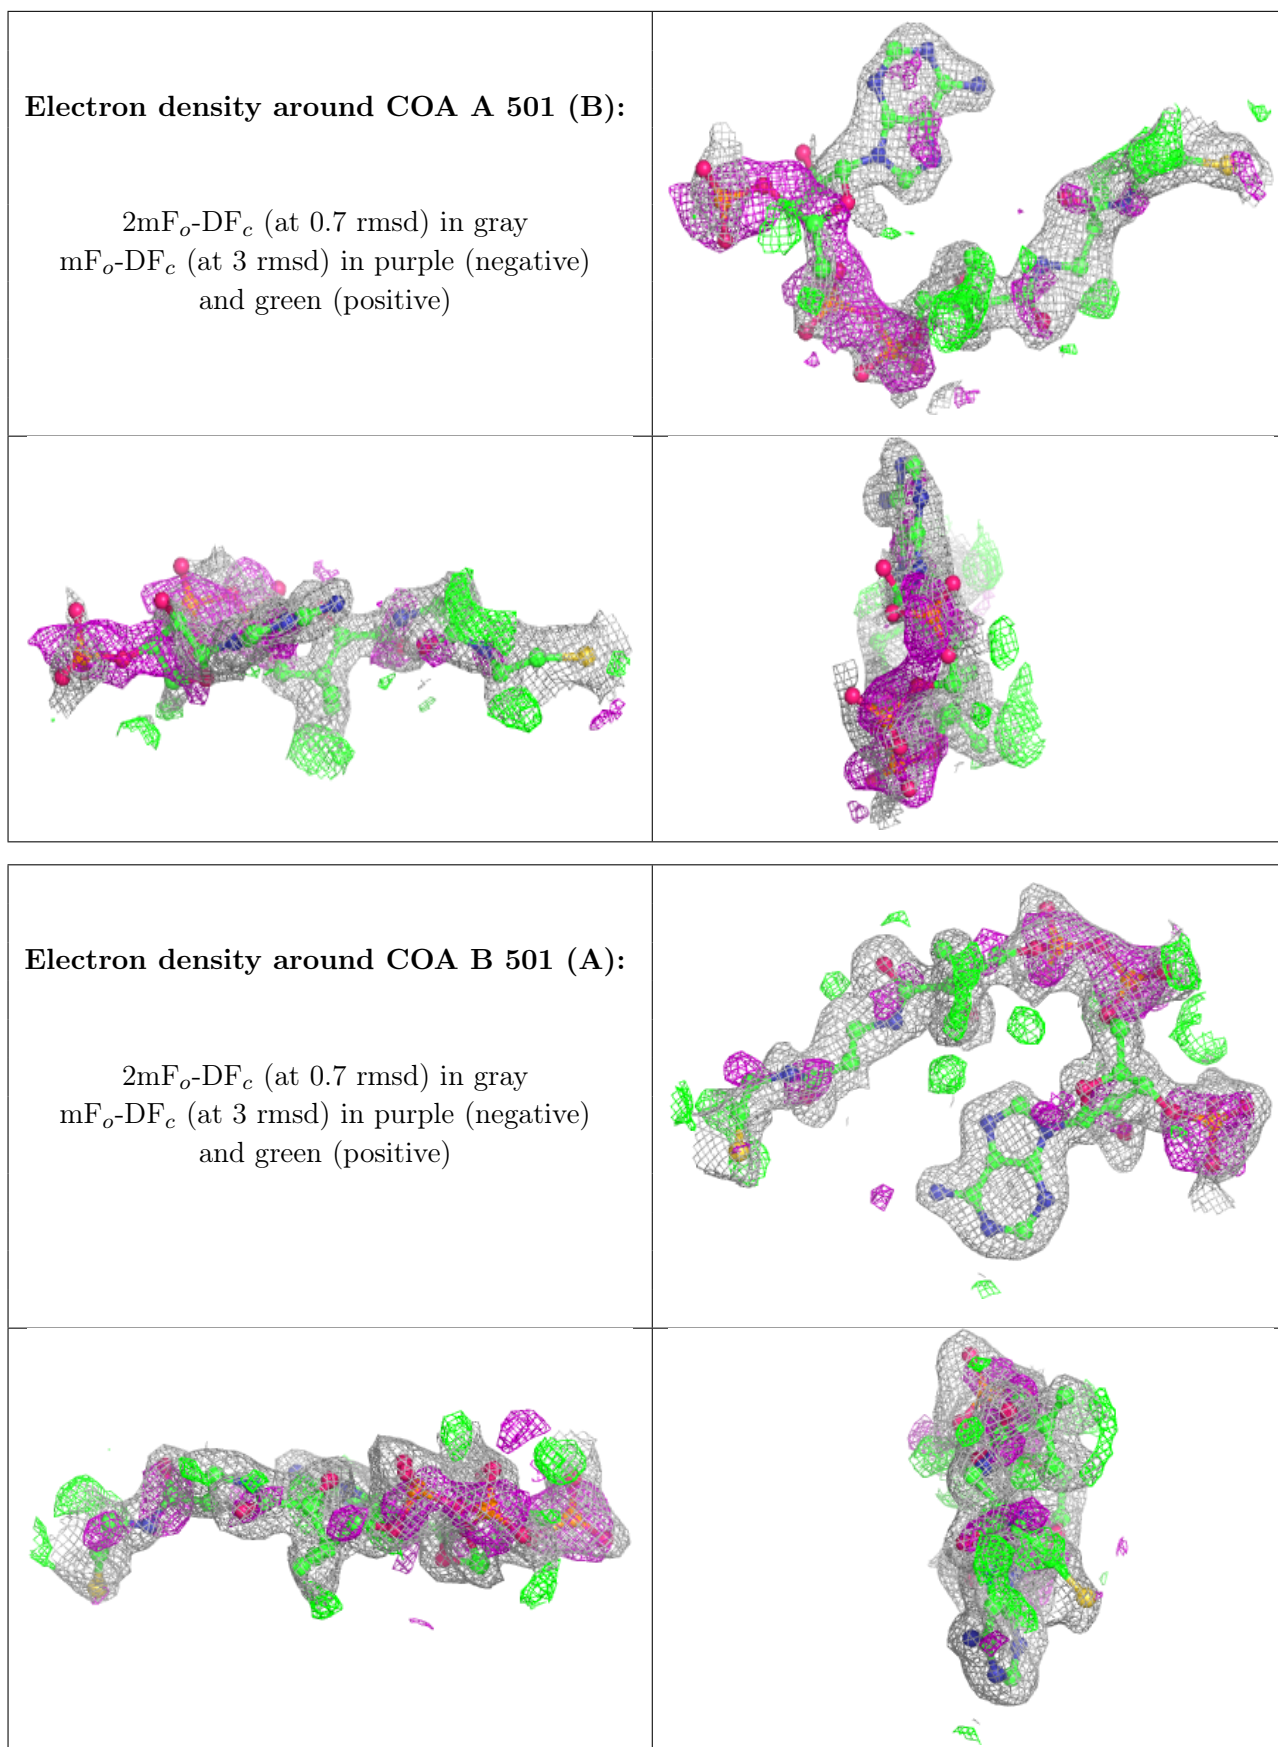 Electron density around COA A 501 (B):
2mFₒ-DF𝒸 (at 0.7 rmsd) in gray
mFₒ-DF𝒸 (at 3 rmsd) in purple (negative)
and green (positive)
Electron density around COA B 501 (A):
2mFₒ-DF𝒸 (at 0.7 rmsd) in gray
mFₒ-DF𝒸 (at 3 rmsd) in purple (negative)
and green (positive)